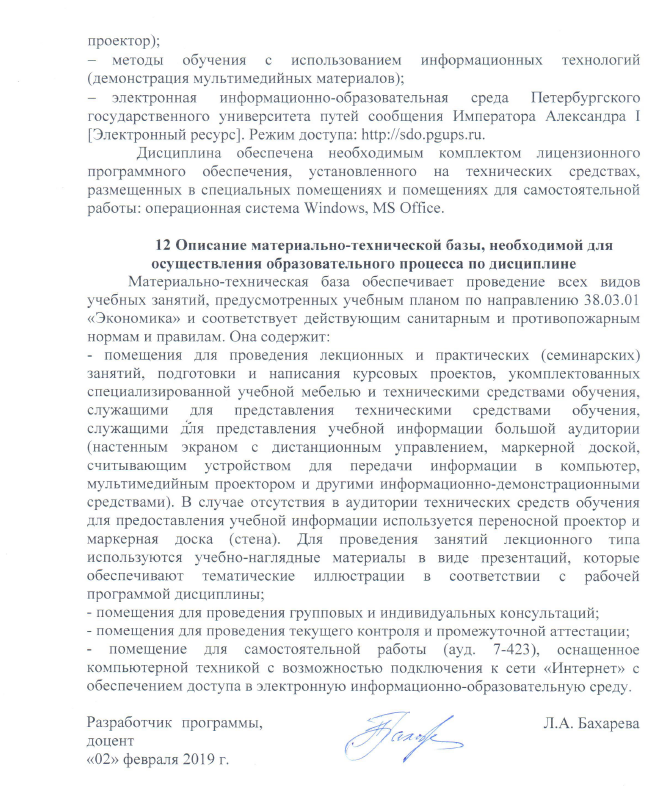 проектор);
– методы обучения с использованием информационных технологий
(демонстрация мультимедийных материалов);
– электронная информационно-образовательная среда Петербургского
государственного университета путей сообщения Императора Александра I
[Электронный ресурс]. Режим доступа: http://sdo.pgups.ru.
Дисциплина обеспечена необходимым комплектом лицензионного
программного обеспечения, установленного на технических средствах,
размещенных в специальных помещениях и помещениях для самостоятельной
работы: операционная система Windows, MS Office.
12 Описание материально-технической базы, необходимой для
осуществления образовательного процесса по дисциплине
Материально-техническая база обеспечивает проведение всех видов
учебных занятий, предусмотренных учебным планом по направлению 38.03.01
«Экономика» и соответствует действующим санитарным и противопожарным
нормам и правилам. Она содержит:
- помещения для проведения лекционных и практических (семинарских)
занятий, подготовки и написания курсовых проектов, укомплектованных
специализированной учебной мебелью и техническими средствами обучения,
служащими для представления техническими средствами обучения,
служащими для представления учебной информации большой аудитории
(настенным экраном с дистанционным управлением, маркерной доской,
считывающим устройством для передачи информации в компьютер,
мультимедийным проектором и другими информационно-демонстрационными
средствами). В случае отсутствия в аудитории технических средств обучения
для предоставления учебной информации используется переносной проектор и
маркерная доска (стена). Для проведения занятий лекционного типа
используются учебно-наглядные материалы в виде презентаций, которые
обеспечивают тематические иллюстрации в соответствии с рабочей
программой дисциплины;
- помещения для проведения групповых и индивидуальных консультаций;
- помещения для проведения текущего контроля и промежуточной аттестации;
- помещение для самостоятельной работы (ауд. 7-423), оснащенное
компьютерной техникой с возможностью подключения к сети «Интернет» с
обеспечением доступа в электронную информационно-образовательную среду.
Разработчик программы, Л.А. Бахарева
доцент
«02» февраля 2019 г.